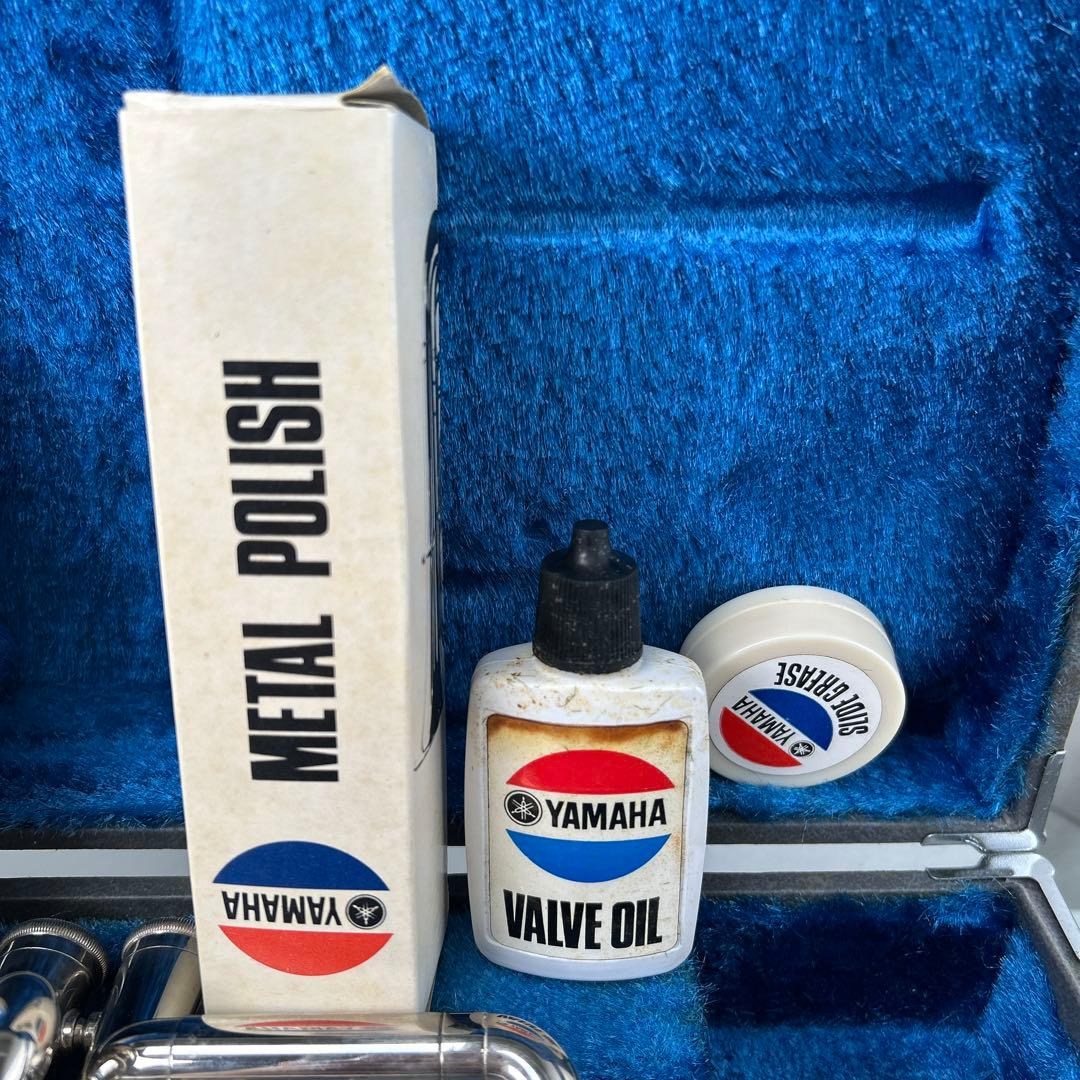 METAL POLISH
YAMAHA
YAMAHA
VALVE OIL
YAMAHA
SLIDE GREASE